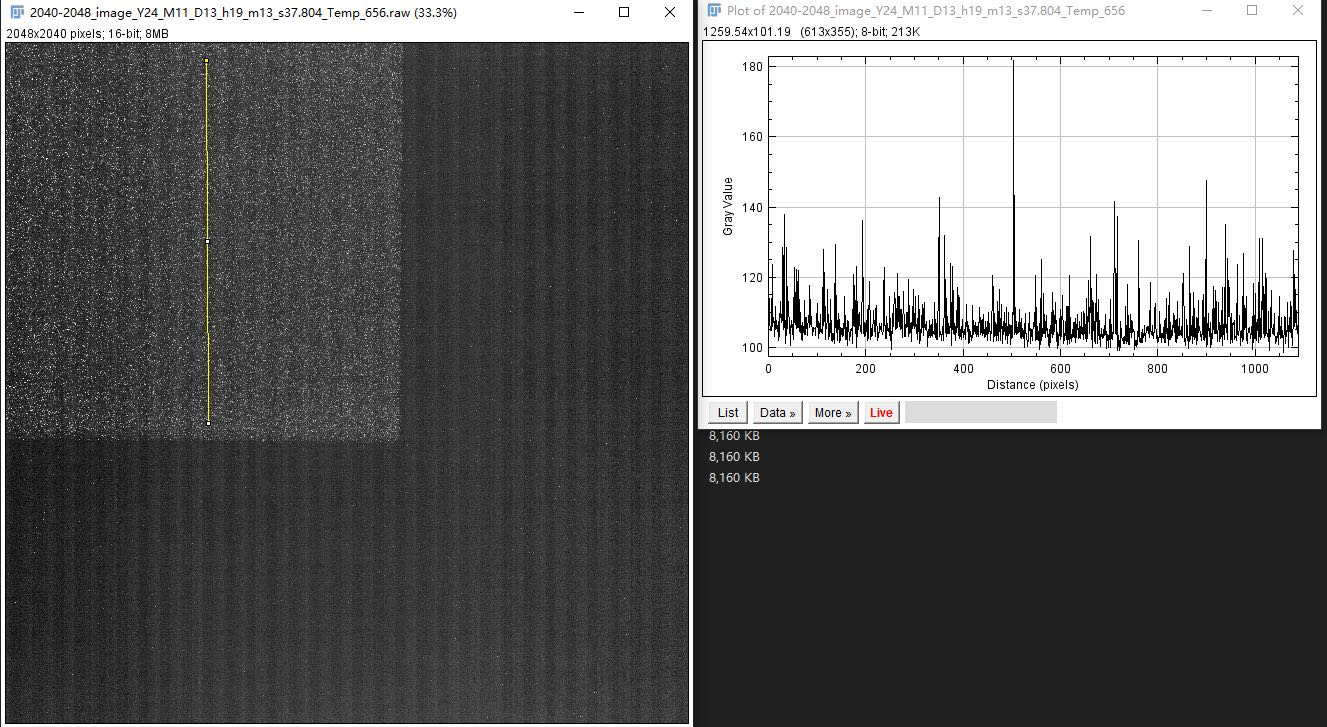 2040-2048_image_Y24_M11_D13_h19_m13_s37.804_Temp_656.raw (33.3%)
2048x2040 pixels; 16-bit; 8MB
Plot of 2040-2048_image_Y24_M11_D13_h19_m13_s37.804_Temp_656
1259.54x101.19 (613x355); 8-bit; 213K
180
160
140
120
100
Gray Value
0 200 400 600 800 1000
Distance (pixels)
List Data » More » Live
8,160 KB
8,160 KB
8,160 KB